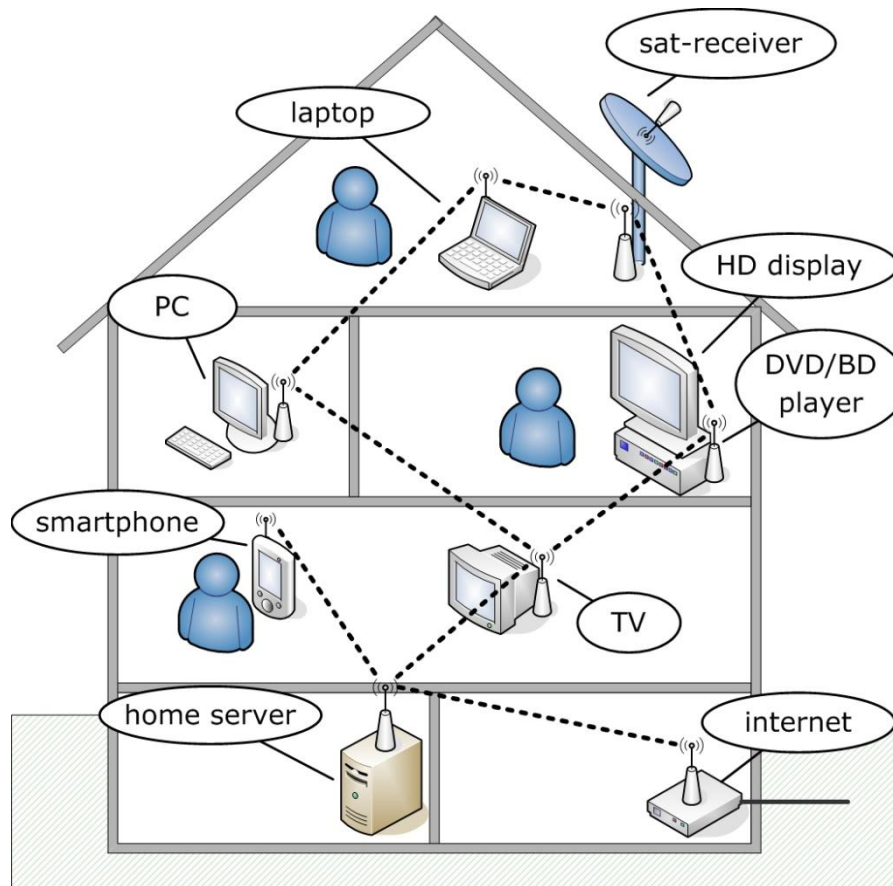 sat-receiver
laptop
HD display
PC
DVD/BD
player
smartphone
TV
home server
internet